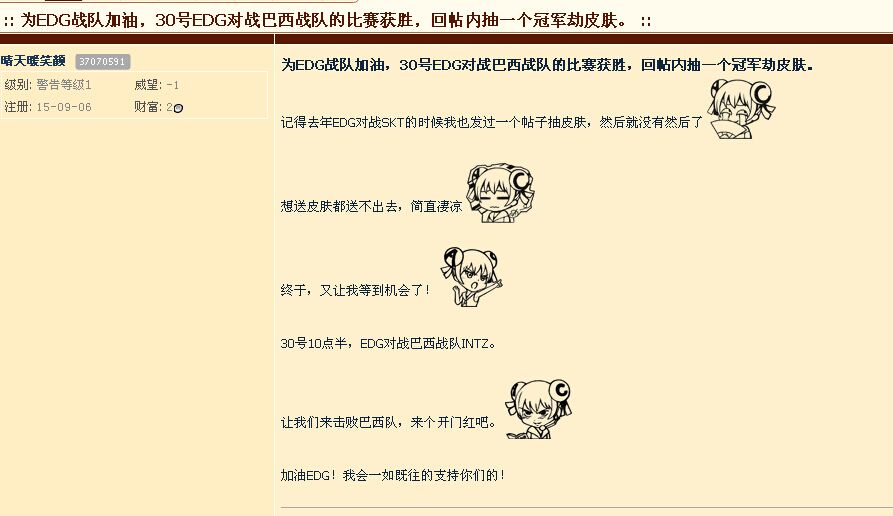 :: 为EDG战队加油，30号EDG对战巴西战队的比赛获胜，回帖内抽一个冠军劫皮肤。 ::
晴天暖笑颜 37070591
级别: 警告等级1 威望: -1
注册: 15-09-06 财富: 2
为EDG战队加油，30号EDG对战巴西战队的比赛获胜，回帖内抽一个冠军劫皮肤。
记得去年EDG对战SKT的时候我也发过一个帖子抽皮肤，然后就没有然后了
想送皮肤都送不出去，简直凄凉
终于，又让我等到机会了！
30号10点半，EDG对战巴西战队INTZ。
让我们来击败巴西队，来个开门红吧。
加油EDG！我会一如既往的支持你们的！